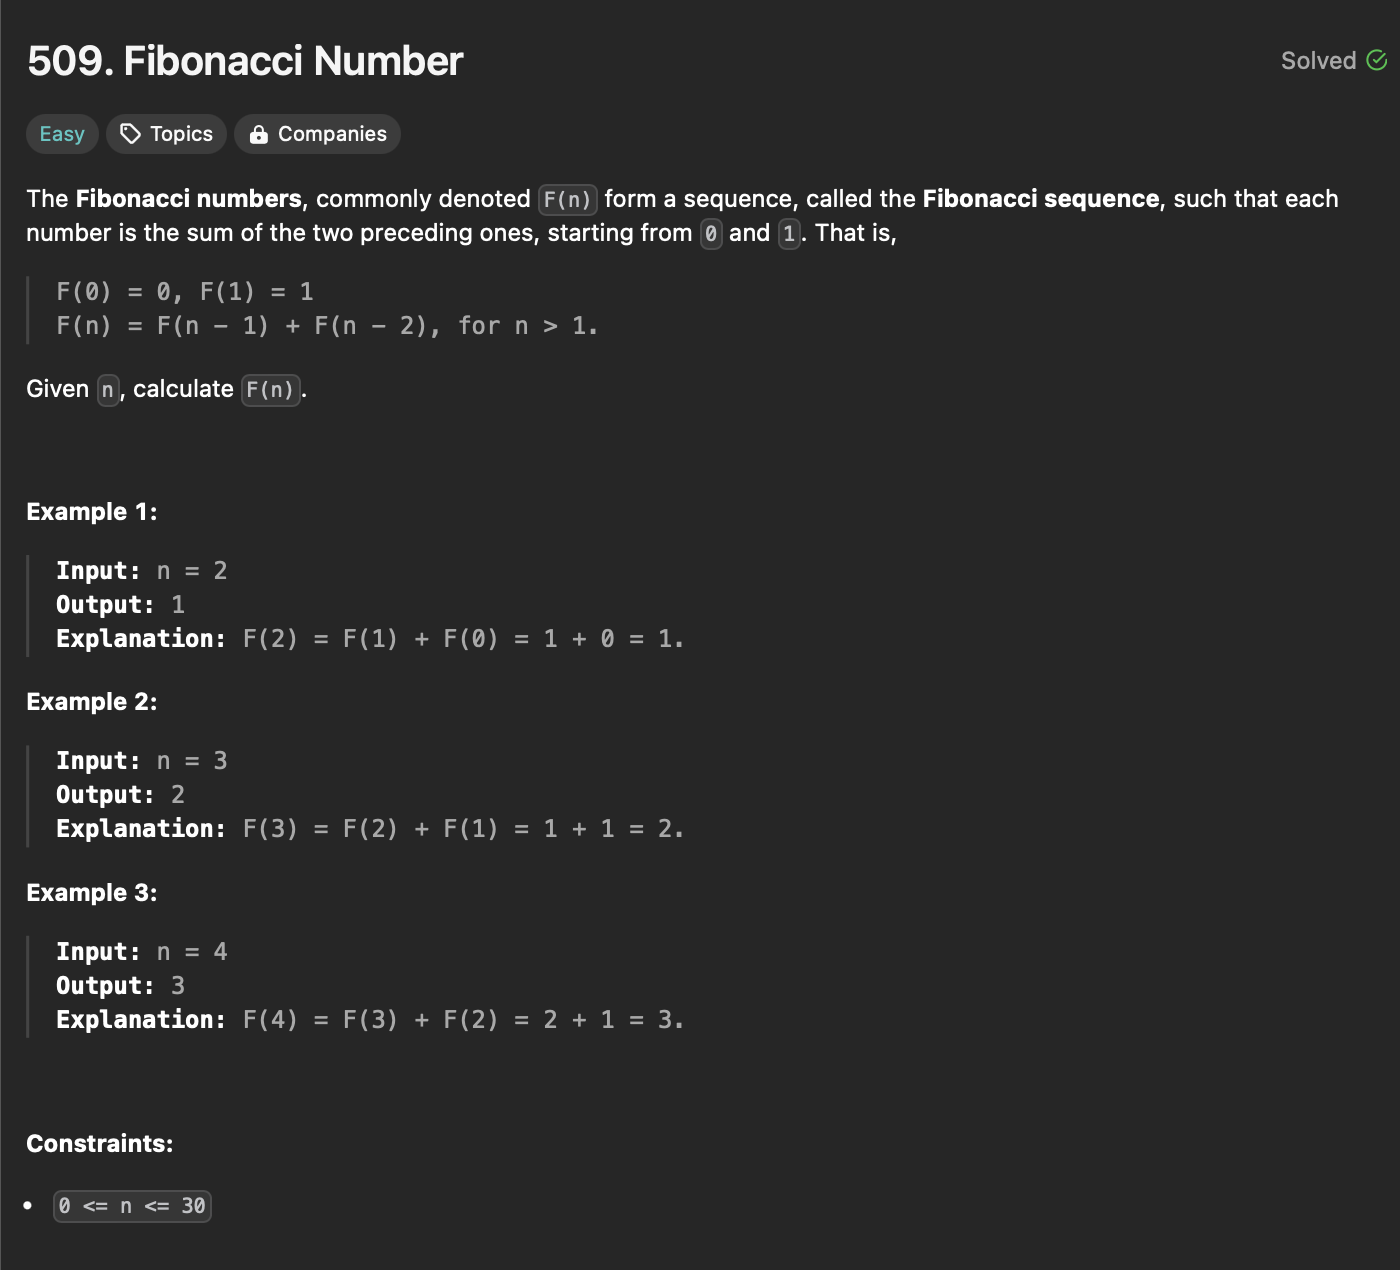 509. Fibonacci Number
Solved
Easy
Topics
Companies
The Fibonacci numbers, commonly denoted F(n) form a sequence, called the Fibonacci sequence, such that each
number is the sum of the two preceding ones, starting from 0 and 1. That is,
F(0) = 0, F(1) = 1
F(n) = F(n - 1) + F(n - 2), for n > 1.
Given n, calculate F(n).
Example 1:
Input: n = 2
Output: 1
Explanation: F(2) = F(1) + F(0) = 1 + 0 = 1.
Example 2:
Input: n = 3
Output: 2
Explanation: F(3) = F(2) + F(1) = 1 + 1 = 2.
Example 3:
Input: n = 4
Output: 3
Explanation: F(4) = F(3) + F(2) = 2 + 1 = 3.
Constraints:
• 0 <= n <= 30